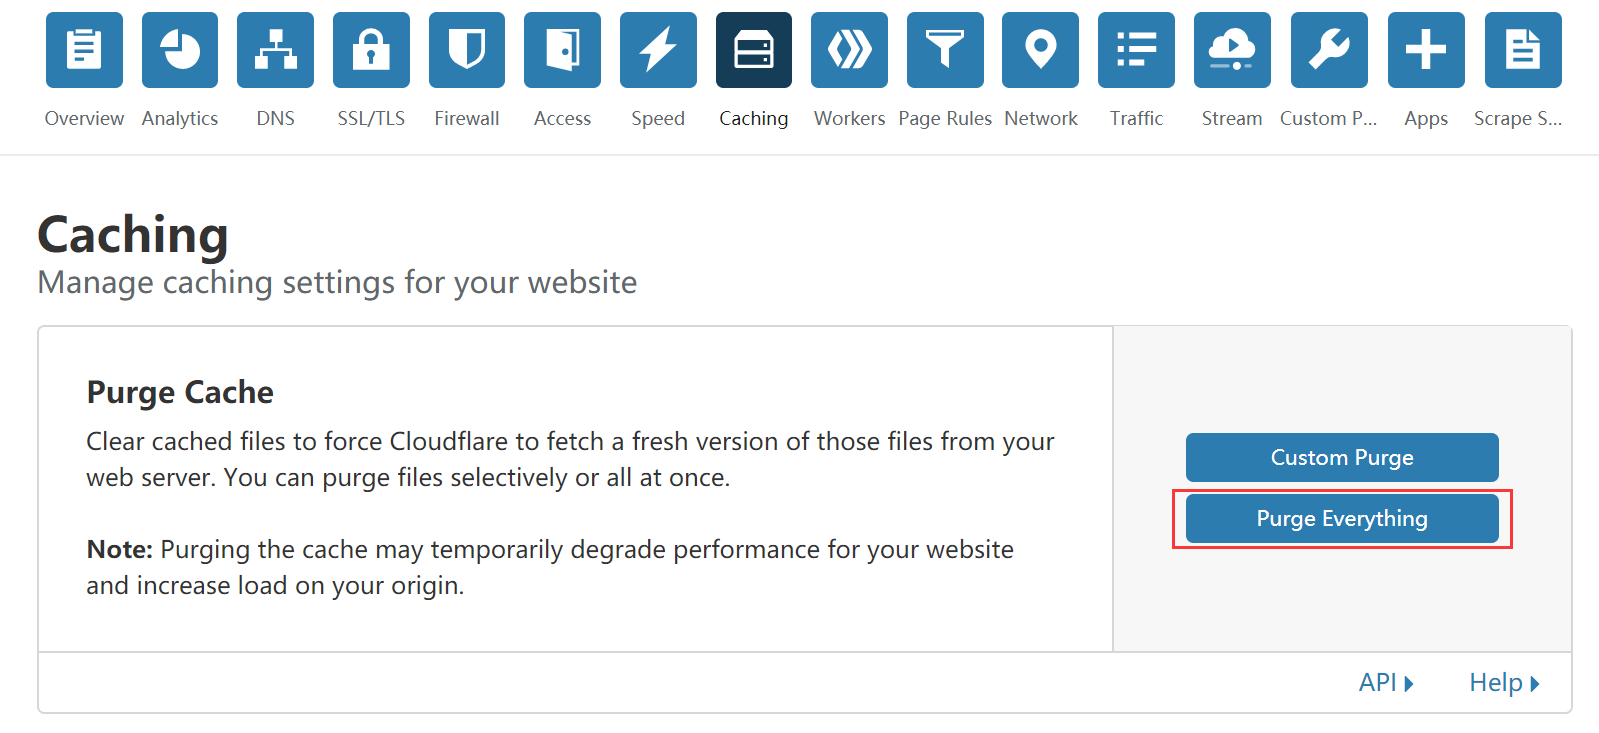 Overview Analytics DNS SSL/TLS Firewall Access Speed Caching Workers Page Rules Network Traffic Stream Custom P... Apps Scrape S...
Caching
Manage caching settings for your website
Purge Cache
Clear cached files to force Cloudflare to fetch a fresh version of those files from your
web server. You can purge files selectively or all at once.
Note: Purging the cache may temporarily degrade performance for your website
and increase load on your origin.
Custom Purge
Purge Everything
API Help